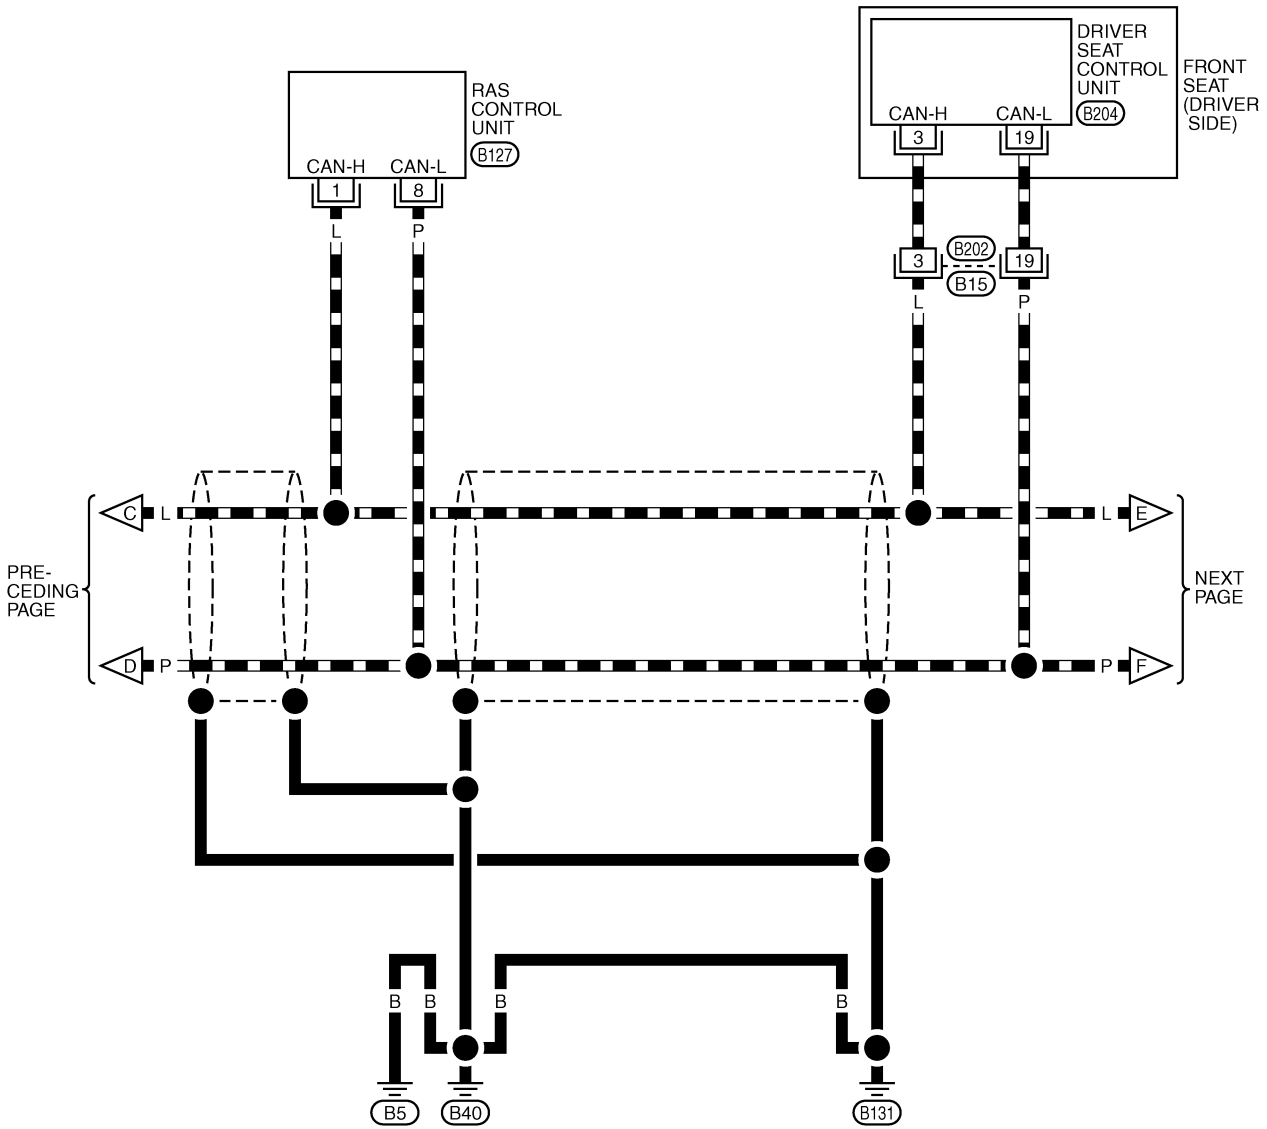 DRIVER
SEAT
CONTROL
UNIT
B204
FRONT
SEAT
(DRIVER
SIDE)
CAN-H
CAN-L
3
19
RAS
CONTROL
UNIT
B127
CAN-H
CAN-L
1
8
L
P
3
B202
B15
19
L
P
C
L
L
E
PRE-
CEDING
PAGE
NEXT
PAGE
D
P
P
F
B
B
B
B
B5
B40
B131